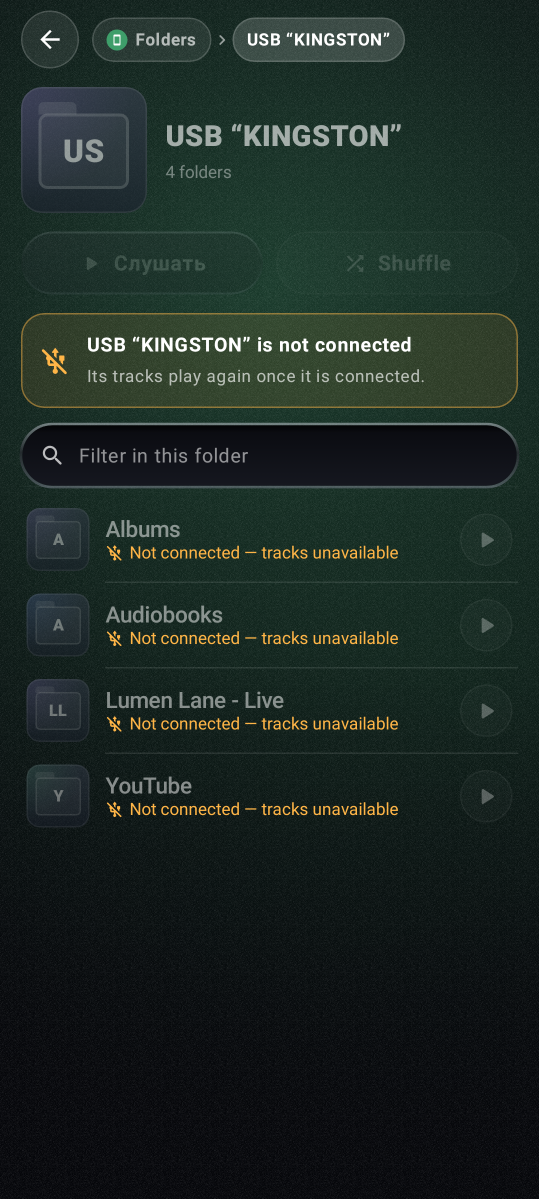 Folders
USB “KINGSTON”
US
USB “KINGSTON”
4 folders
Слушать
Shuffle
USB “KINGSTON” is not connected
Its tracks play again once it is connected.
Filter in this folder
A
Albums
Not connected — tracks unavailable
A
Audiobooks
Not connected — tracks unavailable
LL
Lumen Lane - Live
Not connected — tracks unavailable
Y
YouTube
Not connected — tracks unavailable